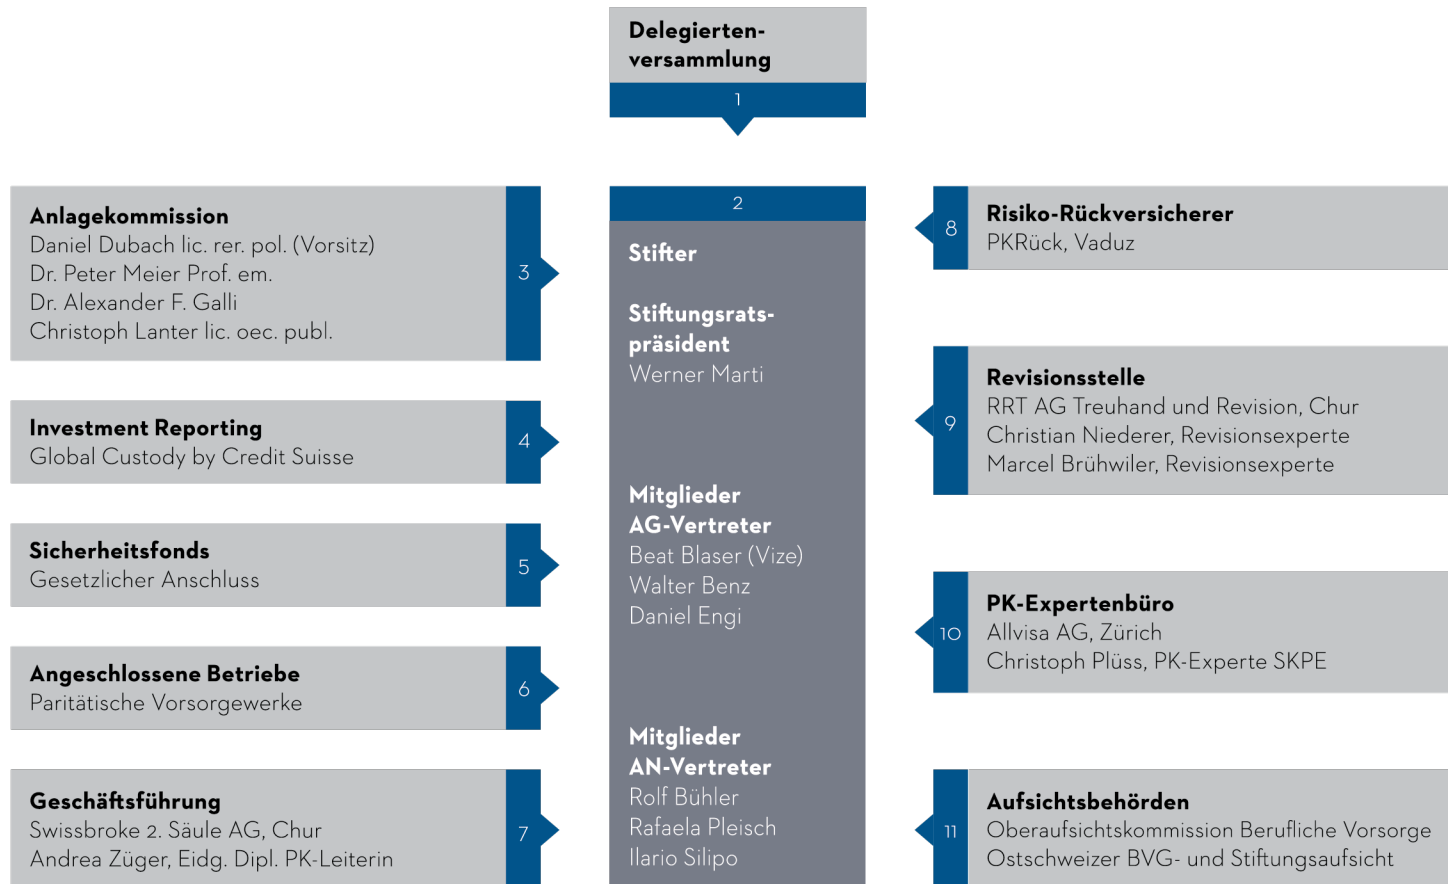 Delegierten-
versammlung
1
2
Stifter
Stiftungsrats-
präsident
Werner Marti
Mitglieder
AG-Vertreter
Beat Blaser (Vize)
Walter Benz
Daniel Engi
Mitglieder
AN-Vertreter
Rolf Bühler
Rafaela Pleisch
Ilario Silipo
Anlagekommission
Daniel Dubach lic. rer. pol. (Vorsitz)
Dr. Peter Meier Prof. em.
Dr. Alexander F. Galli
Christoph Lanter lic. oec. publ.
3
Investment Reporting
Global Custody by Credit Suisse
4
Sicherheitsfonds
Gesetzlicher Anschluss
5
Angeschlossene Betriebe
Paritätische Vorsorgewerke
6
Geschäftsführung
Swissbroke 2. Säule AG, Chur
Andrea Züger, Eidg. Dipl. PK-Leiterin
7
8
Risiko-Rückversicherer
PKRück, Vaduz
9
Revisionsstelle
RRT AG Treuhand und Revision, Chur
Christian Niederer, Revisionsexperte
Marcel Brühwiler, Revisionsexperte
10
PK-Expertenbüro
Allvisa AG, Zürich
Christoph Plüss, PK-Experte SKPE
11
Aufsichtsbehörden
Oberaufsichtskommission Berufliche Vorsorge
Ostschweizer BVG- und Stiftungsaufsicht